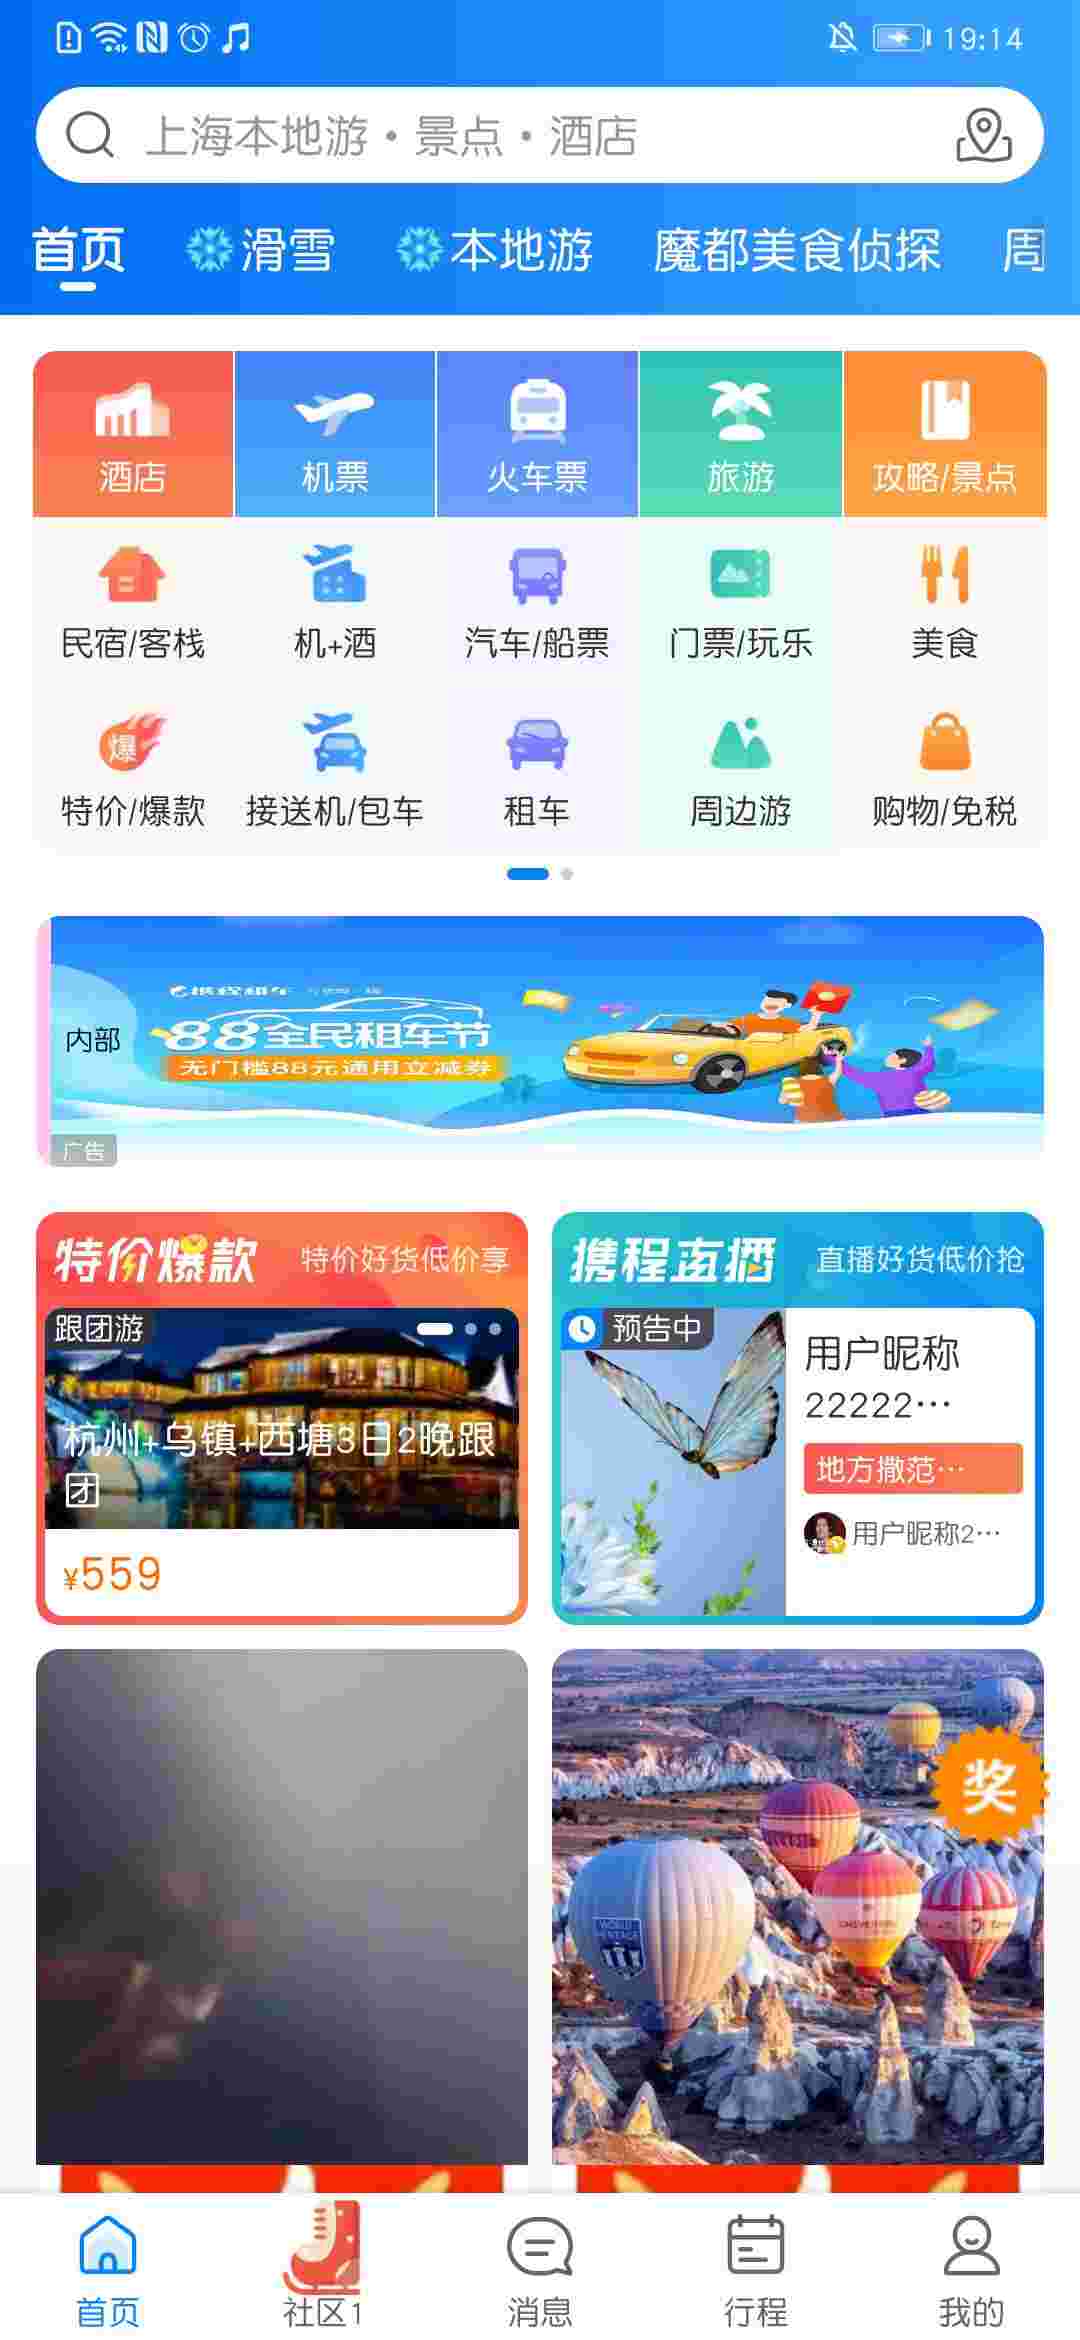 19:14
上海本地游·景点·酒店
首页 滑雪 本地游 魔都美食侦探 周
酒店 机票 火车票 旅游 攻略/景点
民宿/客栈 机+酒 汽车/船票 门票/玩乐 美食
爆
特价/爆款 接送机/包车 租车 周边游 购物/免税
携程租车
内部
88全民租车节
无门槛88元通用立减券
广告
特价爆款 特价好货低价享
跟团游
杭州+乌镇+西塘3日2晚跟
团
¥559
携程直播 直播好货低价抢
预告中
用户昵称
22222…
地方撒范…
用户昵称2…
奖
WORLD
HERITAGE
首页 社区1 消息 行程 我的